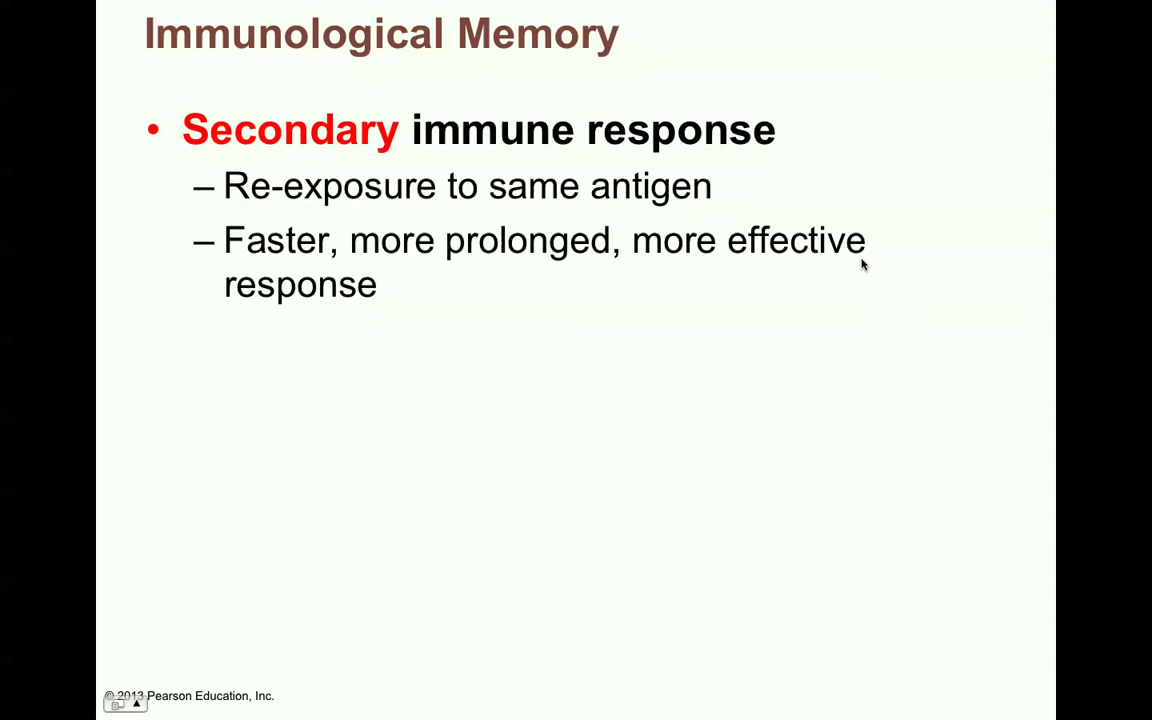 Immunological Memory
• Secondary immune response
– Re-exposure to same antigen
– Faster, more prolonged, more effective
response
© 2013 Pearson Education, Inc.